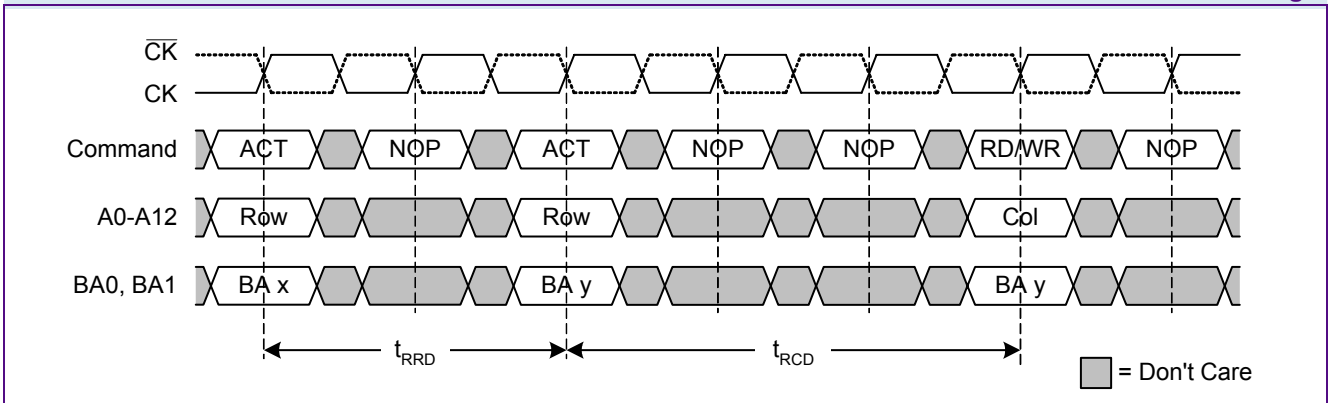 CK
CK
Command ACT NOP ACT NOP NOP RD/WR NOP
A0-A12 Row Row Col
BA0, BA1 BA x BA y BA y
tRRD tRCD
= Don't Care